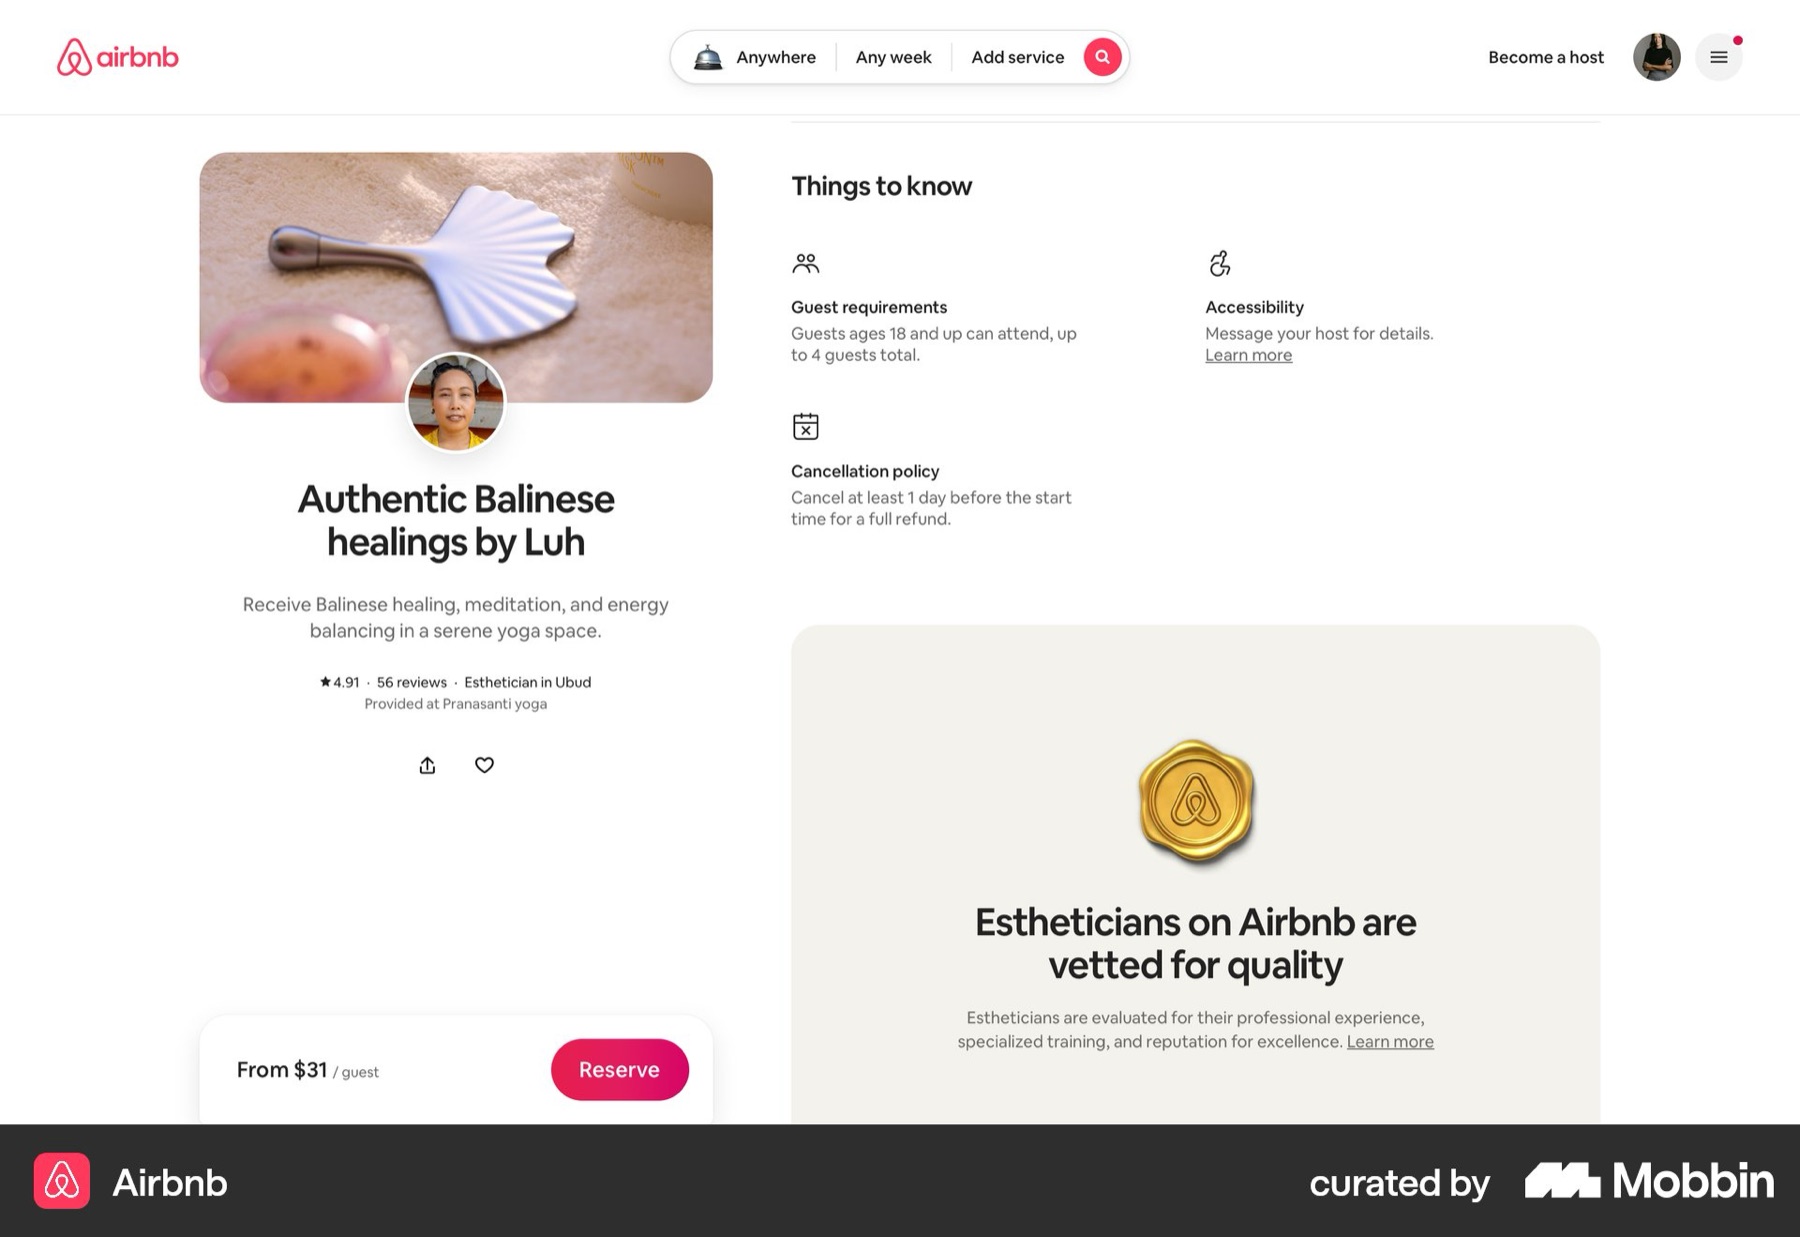 airbnb
Anywhere
Any week
Add service
Become a host
Authentic Balinese
healings by Luh
Receive Balinese healing, meditation, and energy
balancing in a serene yoga space.
★4.91 · 56 reviews · Esthetician in Ubud
Provided at Pranasanti yoga
From $31 / guest
Reserve
Things to know
Guest requirements
Guests ages 18 and up can attend, up
to 4 guests total.
Accessibility
Message your host for details.
Learn more
Cancellation policy
Cancel at least 1 day before the start
time for a full refund.
Estheticians on Airbnb are
vetted for quality
Estheticians are evaluated for their professional experience,
specialized training, and reputation for excellence. Learn more
Airbnb
curated by Mobbin